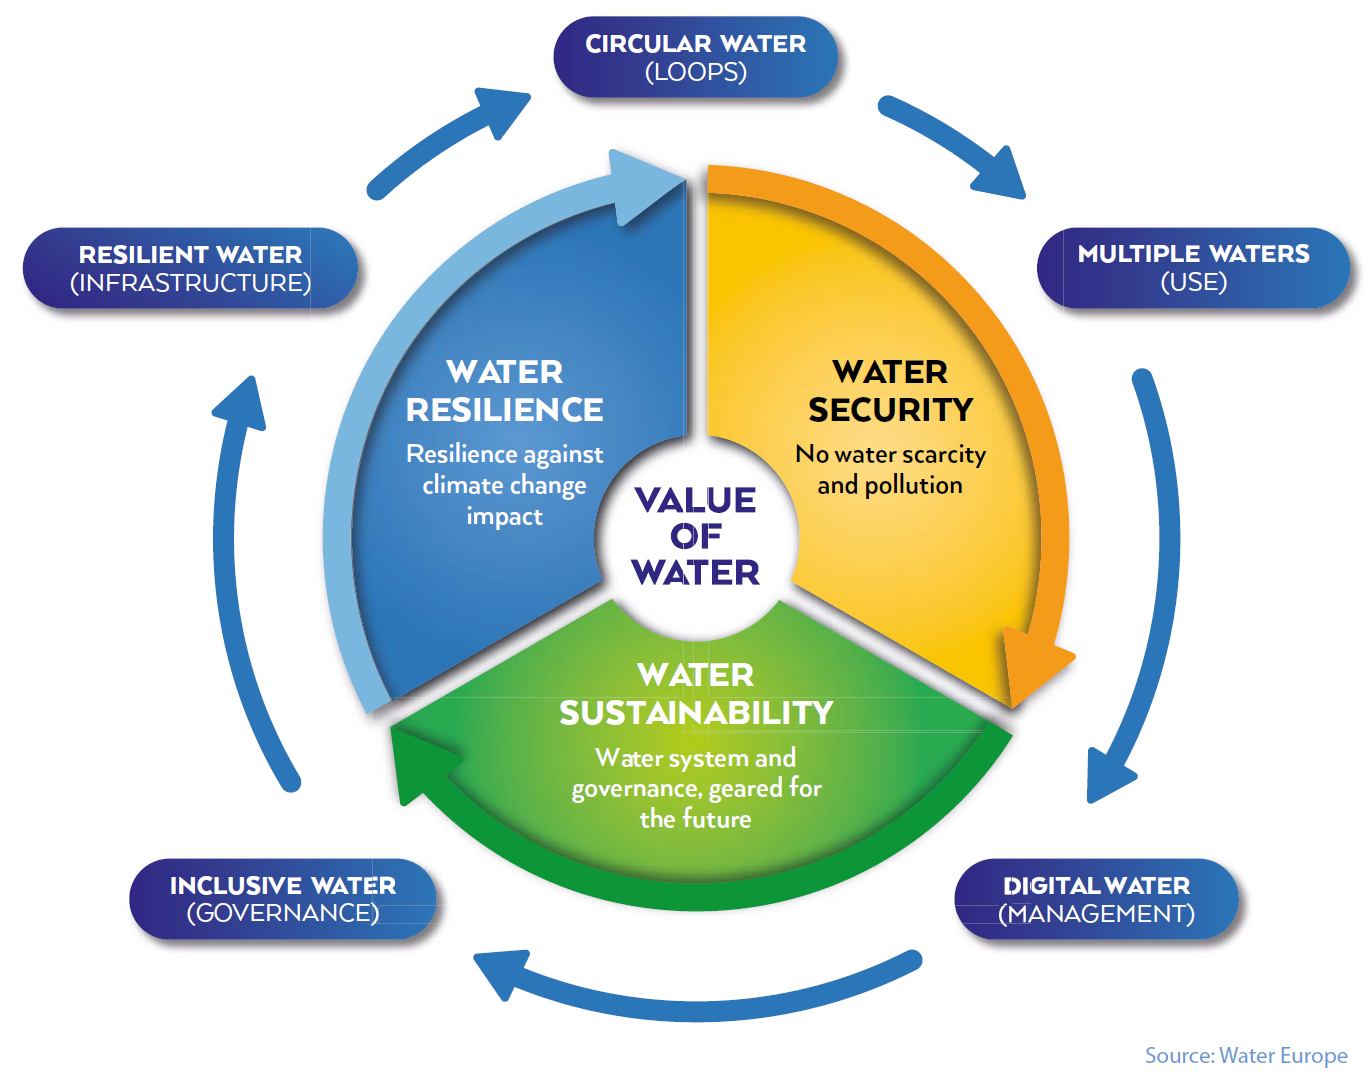 CIRCULAR WATER
(LOOPS)
RESILIENT WATER
(INFRASTRUCTURE)
MULTIPLE WATERS
(USE)
WATER
RESILIENCE
Resilience against
climate change
impact
WATER
SECURITY
No water scarcity
and pollution
VALUE
OF
WATER
WATER
SUSTAINABILITY
Water system and
governance, geared for
the future
INCLUSIVE WATER
(GOVERNANCE)
DIGITAL WATER
(MANAGEMENT)
Source: Water Europe